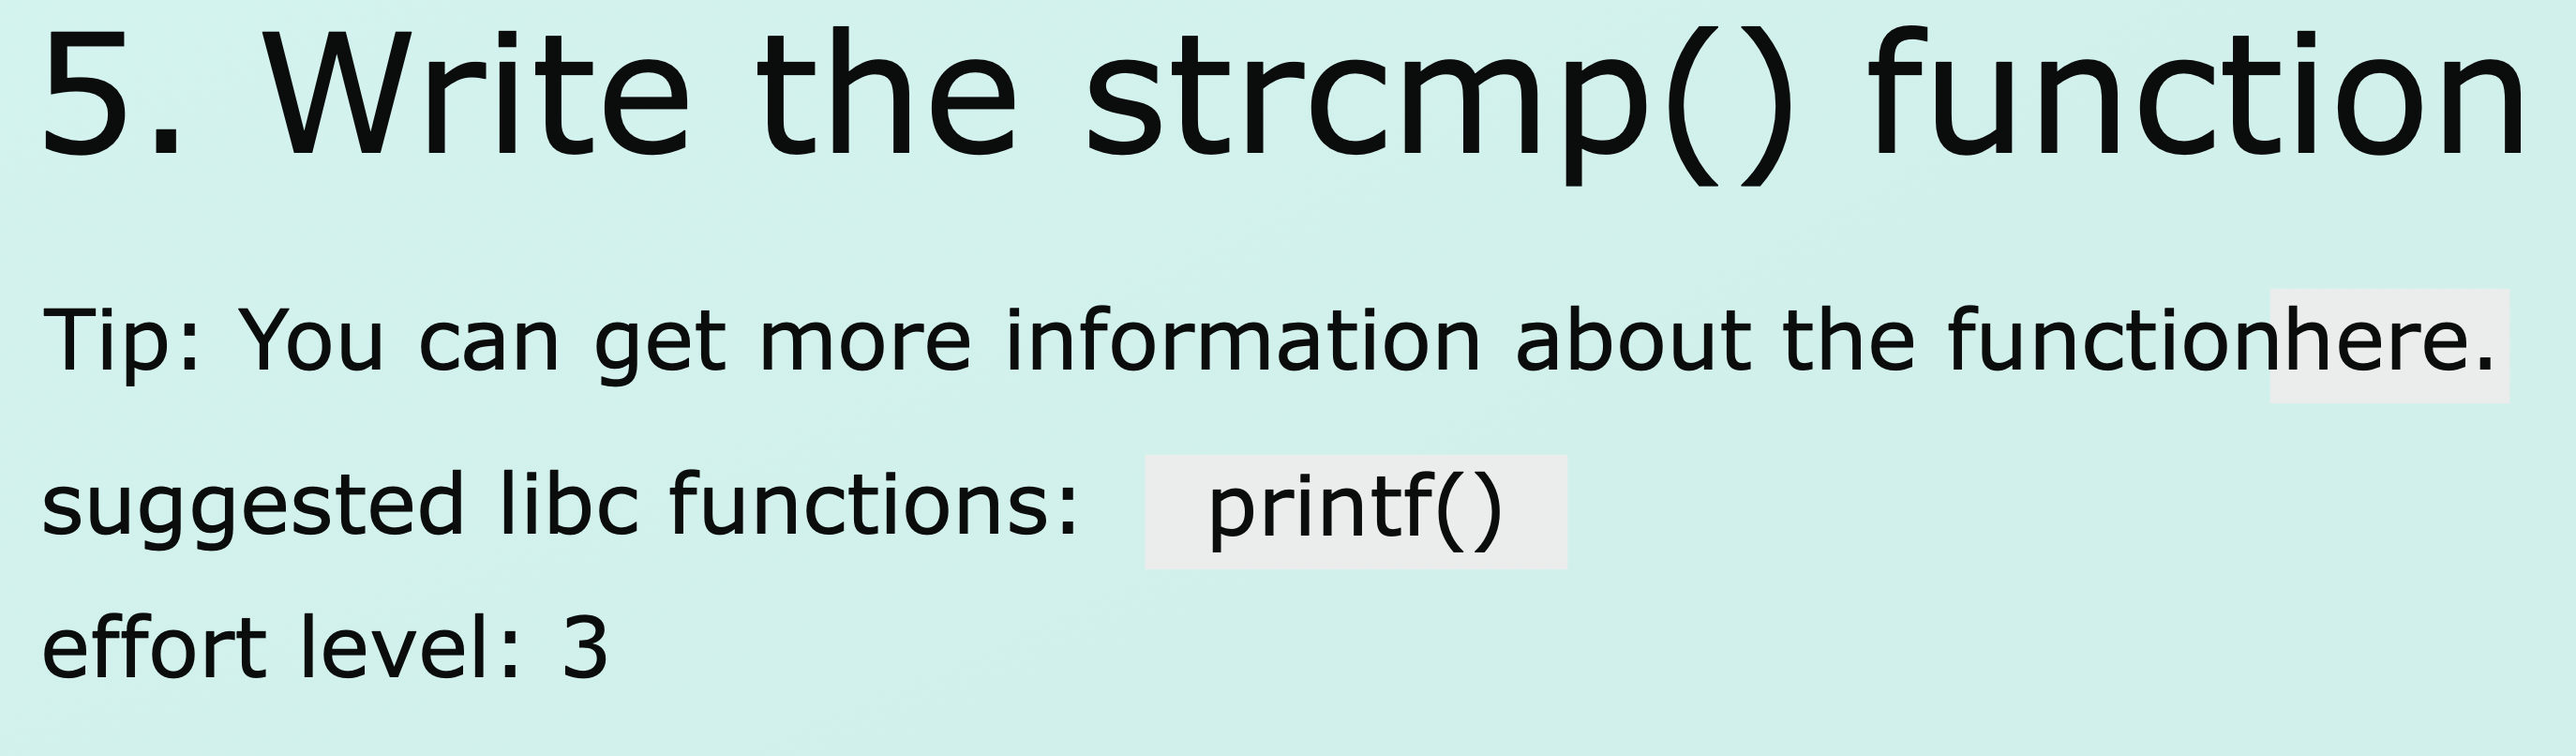 5. Write the strcmp() function
Tip: You can get more information about the functionhere.
suggested libc functions: printf()
effort level: 3